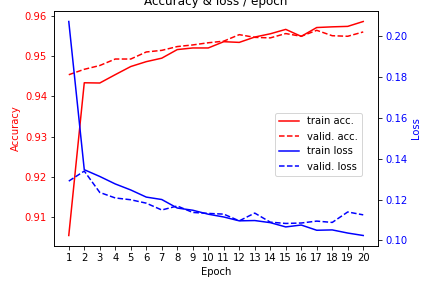 Accuracy & loss / epoch
0.96
0.95
0.94
0.93
0.92
0.91
Accuracy
0.20
0.18
0.16
0.14
0.12
0.10
Loss
train acc.
valid. acc.
train loss
valid. loss
1 2 3 4 5 6 7 8 9 10 11 12 13 14 15 16 17 18 19 20
Epoch